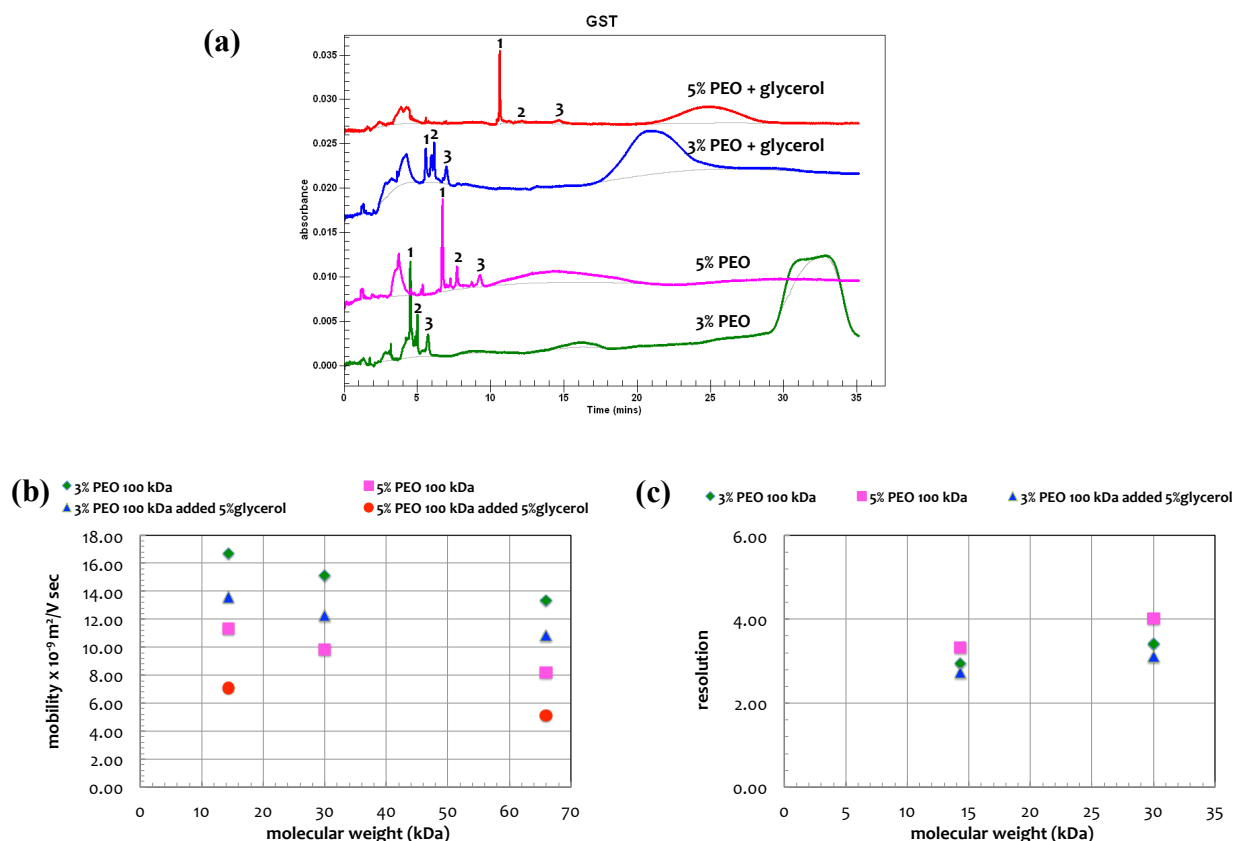 GST
(a)
0.035
0.030
0.025
0.020
0.015
0.010
0.005
0.000
absorbance
1
2
3
5% PEO + glycerol
1 2
3
3% PEO + glycerol
1
2
3
5% PEO
1
2
3
3% PEO
0 5 10 15 20 25 30 35
Time (mins)
(b)
3% PEO 100 kDa 5% PEO 100 kDa
3% PEO 100 kDa added 5%glycerol 5% PEO 100 kDa added 5%glycerol
18.00
16.00
14.00
12.00
10.00
8.00
6.00
4.00
2.00
0.00
mobility x 10⁻⁹ m²/V sec
0 10 20 30 40 50 60 70
molecular weight (kDa)
(c)
3% PEO 100 kDa 5% PEO 100 kDa 3% PEO 100 kDa added 5%glycerol
6.00
4.00
2.00
0.00
resolution
0 5 10 15 20 25 30 35
molecular weight (kDa)